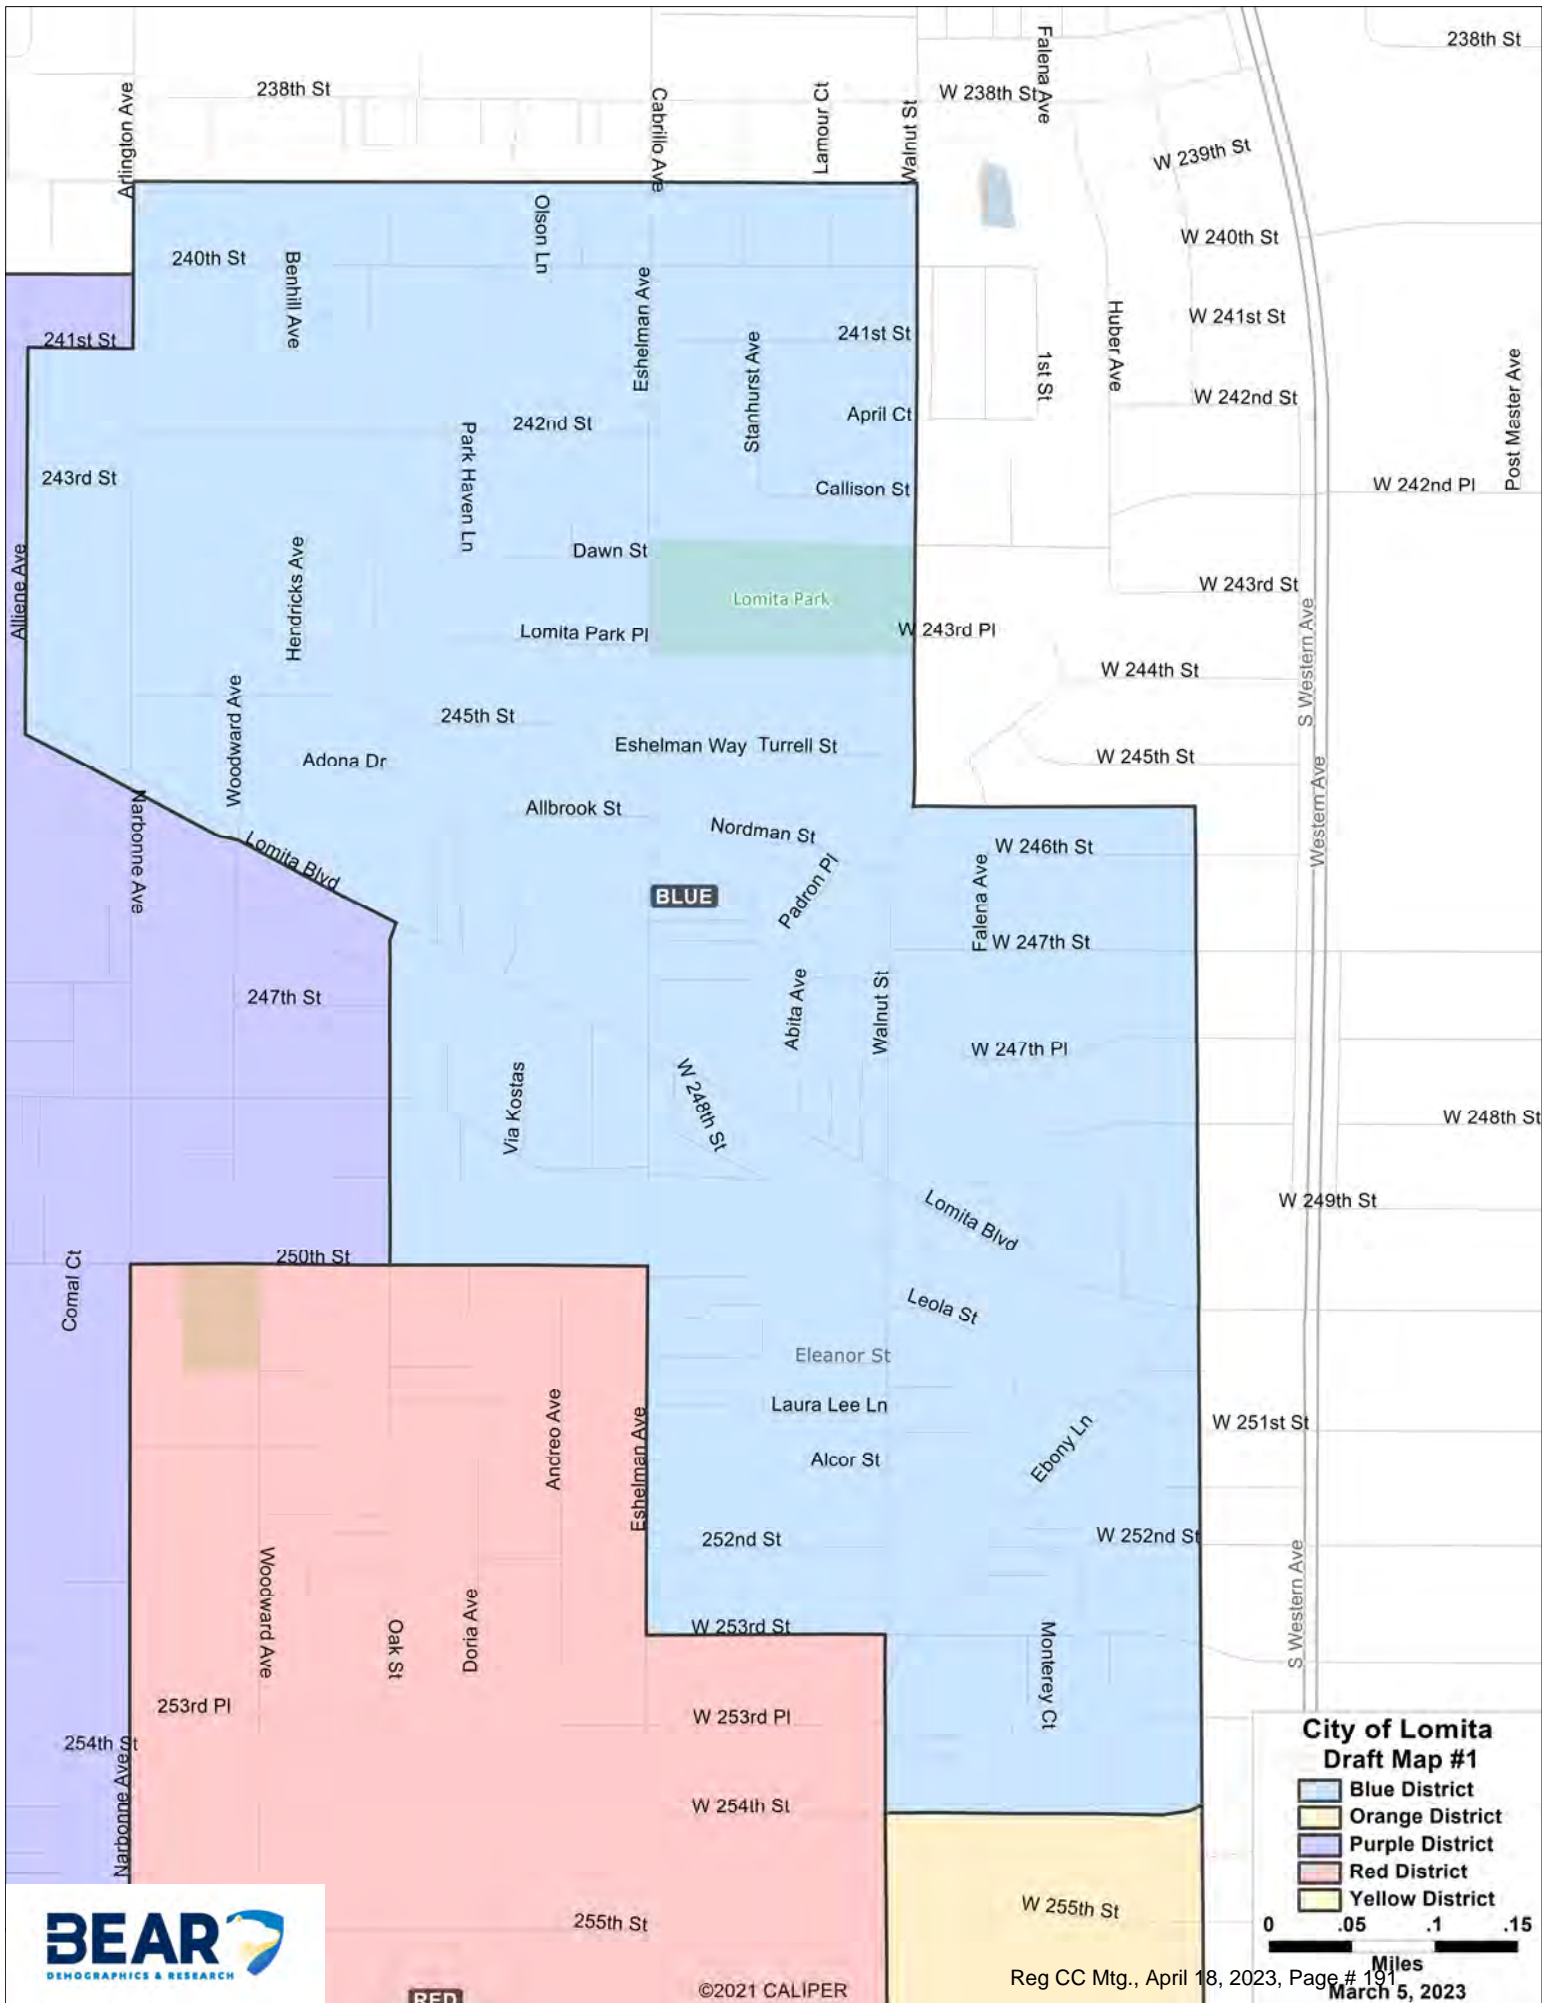 238th St
238th St
Falena Ave
W 238th St
Arlington Ave
Cabrillo Ave
Lamour Ct
Walnut St
W 239th St
Olson Ln
240th St
W 240th St
Benhill Ave
Eshelman Ave
Huber Ave
W 241st St
241st St
241st St
Stanhurst Ave
1st St
Post Master Ave
April Ct
W 242nd St
242nd St
Park Haven Ln
243rd St
Callison St
W 242nd Pl
Dawn St
Alliene Ave
Hendricks Ave
Lomita Park
W 243rd St
Lomita Park Pl
W 243rd Pl
S Western Ave
W 244th St
Woodward Ave
245th St
Eshelman Way
Turrell St
Adona Dr
W 245th St
Western Ave
Allbrook St
Narbonne Ave
Nordman St
W 246th St
Lomita Blvd
BLUE
Padron Pl
Falena Ave
W 247th St
247th St
Abita Ave
Walnut St
W 247th Pl
Via Kostas
W 248th St
W 248th St
W 249th St
Lomita Blvd
250th St
Comal Ct
Leola St
Eleanor St
Laura Lee Ln
Andreo Ave
Eshelman Ave
W 251st St
Ebony Ln
Alcor St
252nd St
W 252nd St
Woodward Ave
S Western Ave
Oak St
Doria Ave
W 253rd St
Monterey Ct
253rd Pl
W 253rd Pl
254th St
Narbonne Ave
W 254th St
City of Lomita
Draft Map #1
Blue District
Orange District
Purple District
Red District
Yellow District
0 .05 .1 .15
Miles
March 5, 2023
W 255th St
255th St
BEAR
DEMOGRAPHICS & RESEARCH
RED
©2021 CALIPER
Reg CC Mtg., April 18, 2023, Page # 191